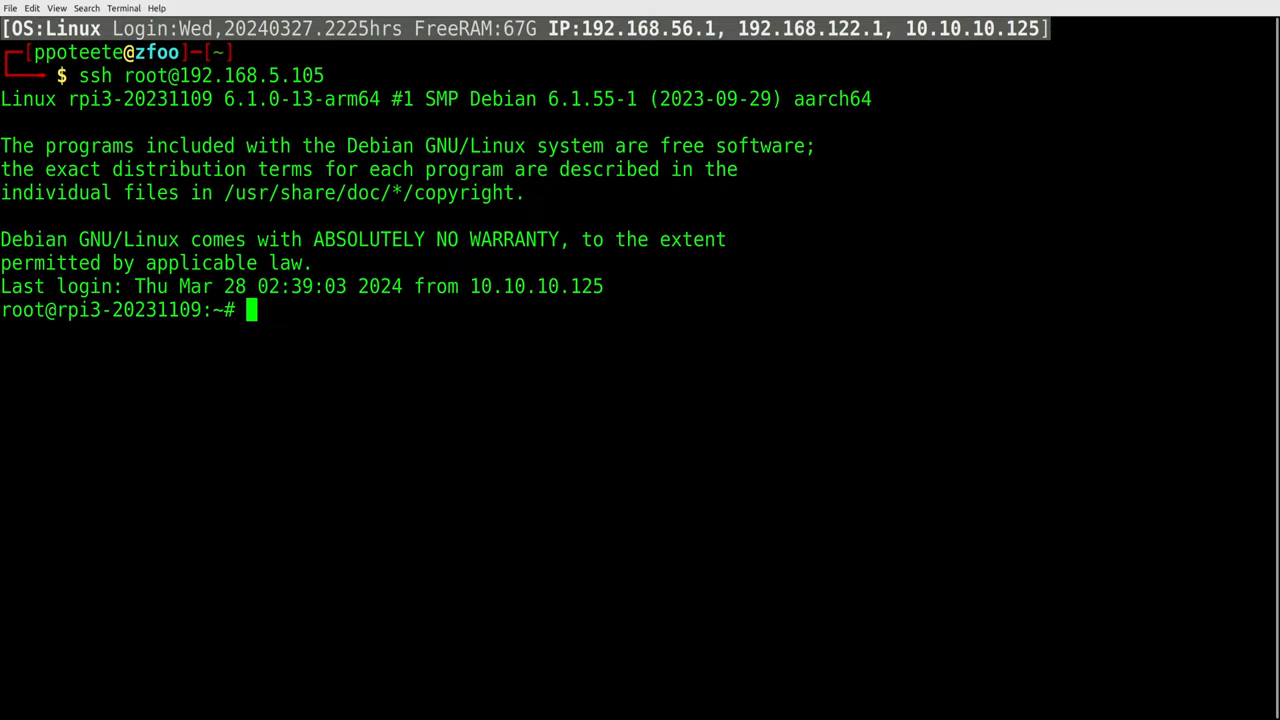 File Edit View Search Terminal Help
[OS:Linux Login:Wed,20240327.2225hrs FreeRAM:67G IP:192.168.56.1, 192.168.122.1, 10.10.10.125]
┌─[ppoteete@zfoo]─[~]
└──╼ $ ssh root@192.168.5.105
Linux rpi3-20231109 6.1.0-13-arm64 #1 SMP Debian 6.1.55-1 (2023-09-29) aarch64
The programs included with the Debian GNU/Linux system are free software;
the exact distribution terms for each program are described in the
individual files in /usr/share/doc/*/copyright.
Debian GNU/Linux comes with ABSOLUTELY NO WARRANTY, to the extent
permitted by applicable law.
Last login: Thu Mar 28 02:39:03 2024 from 10.10.10.125
root@rpi3-20231109:~#